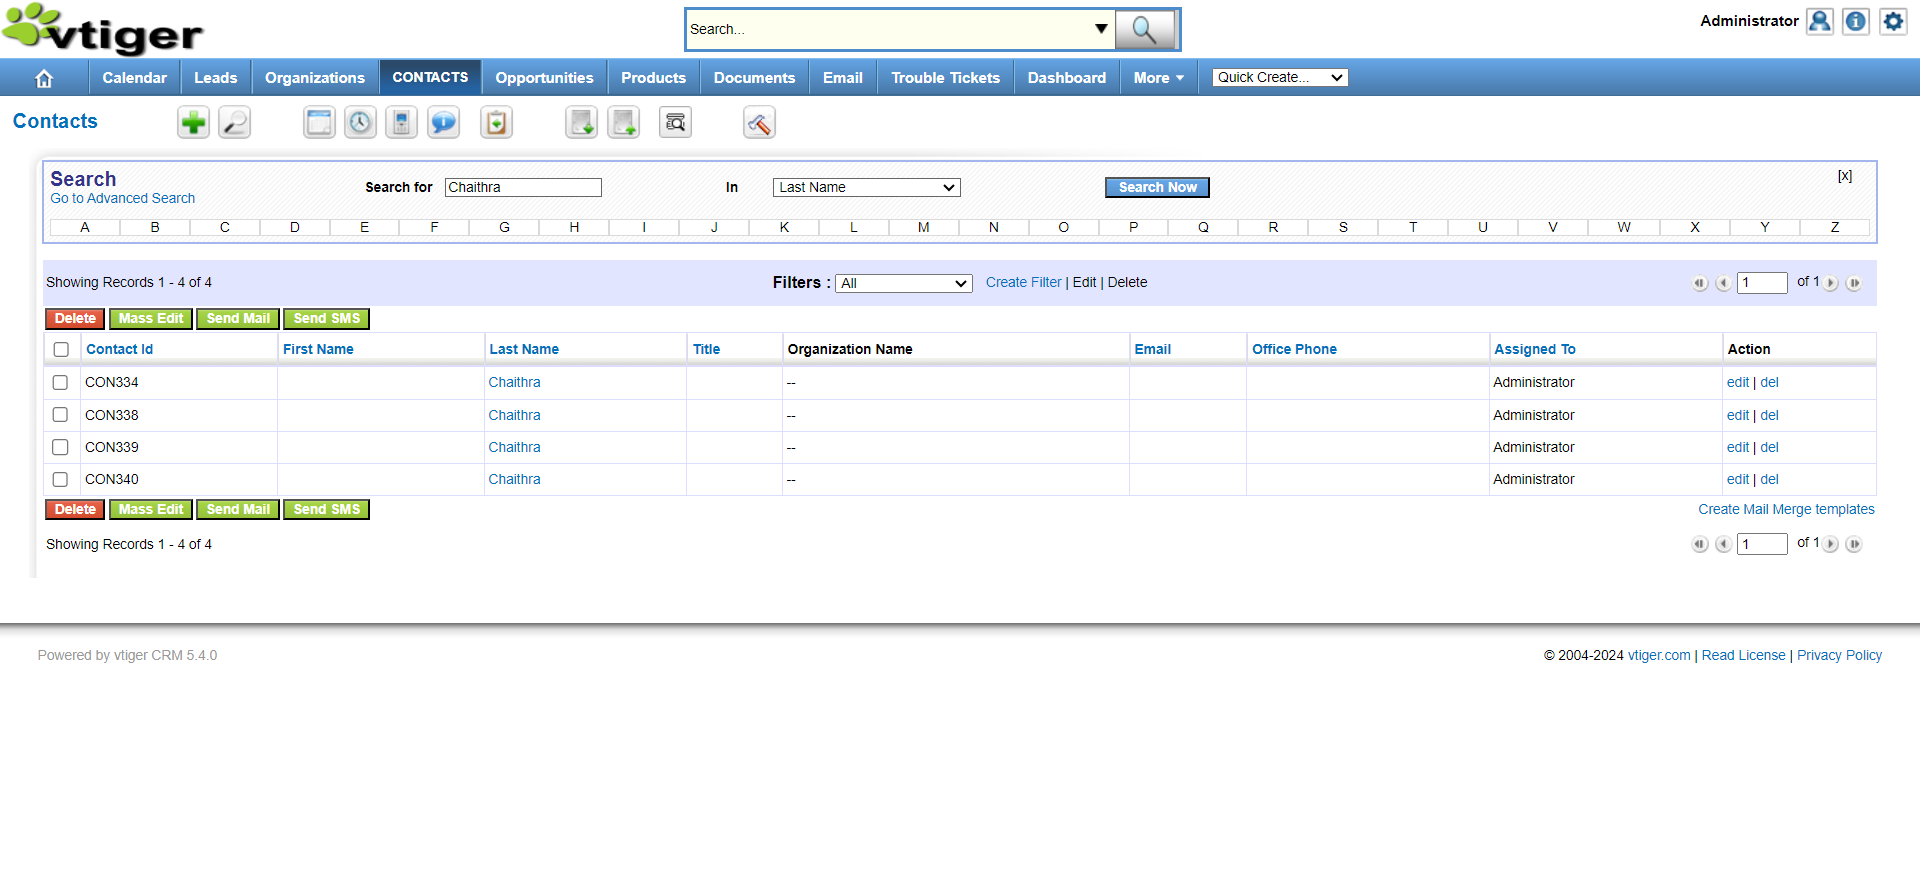 vtiger
Search...
Administrator
Calendar Leads Organizations CONTACTS Opportunities Products Documents Email Trouble Tickets Dashboard More Quick Create...
Contacts
Search
Go to Advanced Search
Search for Chaithra In Last Name Search Now [x]
A B C D E F G H I J K L M N O P Q R S T U V W X Y Z
Showing Records 1 - 4 of 4 Filters : All Create Filter | Edit | Delete 1 of 1
Delete Mass Edit Send Mail Send SMS
Contact Id First Name Last Name Title Organization Name Email Office Phone Assigned To Action
CON334 Chaithra -- Administrator edit | del
CON338 Chaithra -- Administrator edit | del
CON339 Chaithra -- Administrator edit | del
CON340 Chaithra -- Administrator edit | del
Delete Mass Edit Send Mail Send SMS Create Mail Merge templates
Showing Records 1 - 4 of 4 1 of 1
Powered by vtiger CRM 5.4.0 © 2004-2024 vtiger.com | Read License | Privacy Policy